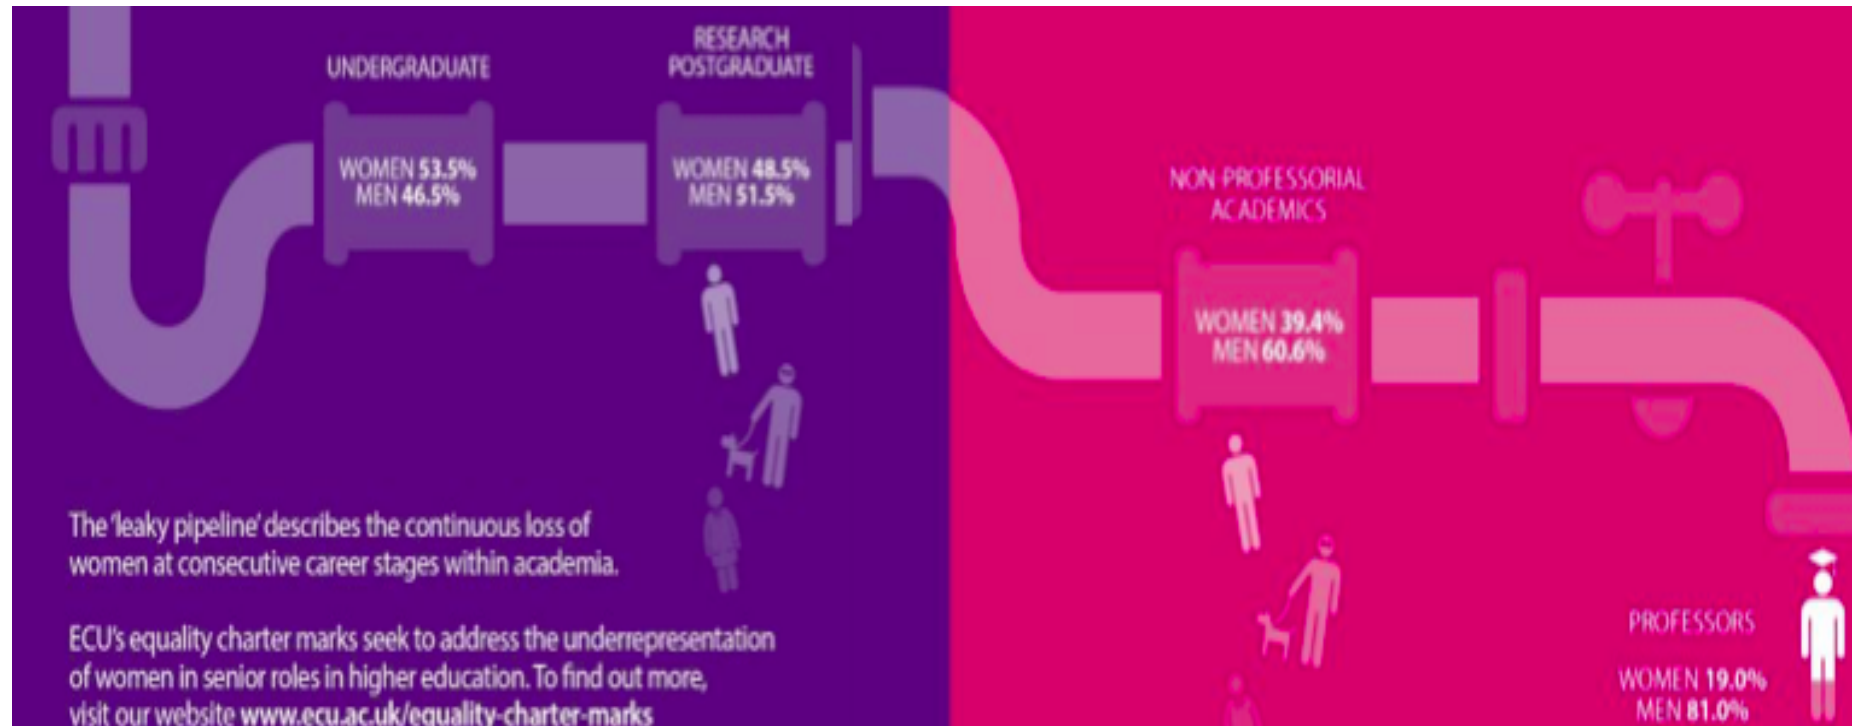 UNDERGRADUATE
WOMEN 53.5%
MEN 46.5%
RESEARCH
POSTGRADUATE
WOMEN 48.5%
MEN 51.5%
NON-PROFESSORIAL
ACADEMICS
WOMEN 39.4%
MEN 60.6%
The 'leaky pipeline' describes the continuous loss of
women at consecutive career stages within academia.
ECU's equality charter marks seek to address the underrepresentation
of women in senior roles in higher education. To find out more,
visit our website www.ecu.ac.uk/equality-charter-marks
PROFESSORS
WOMEN 19.0%
MEN 81.0%